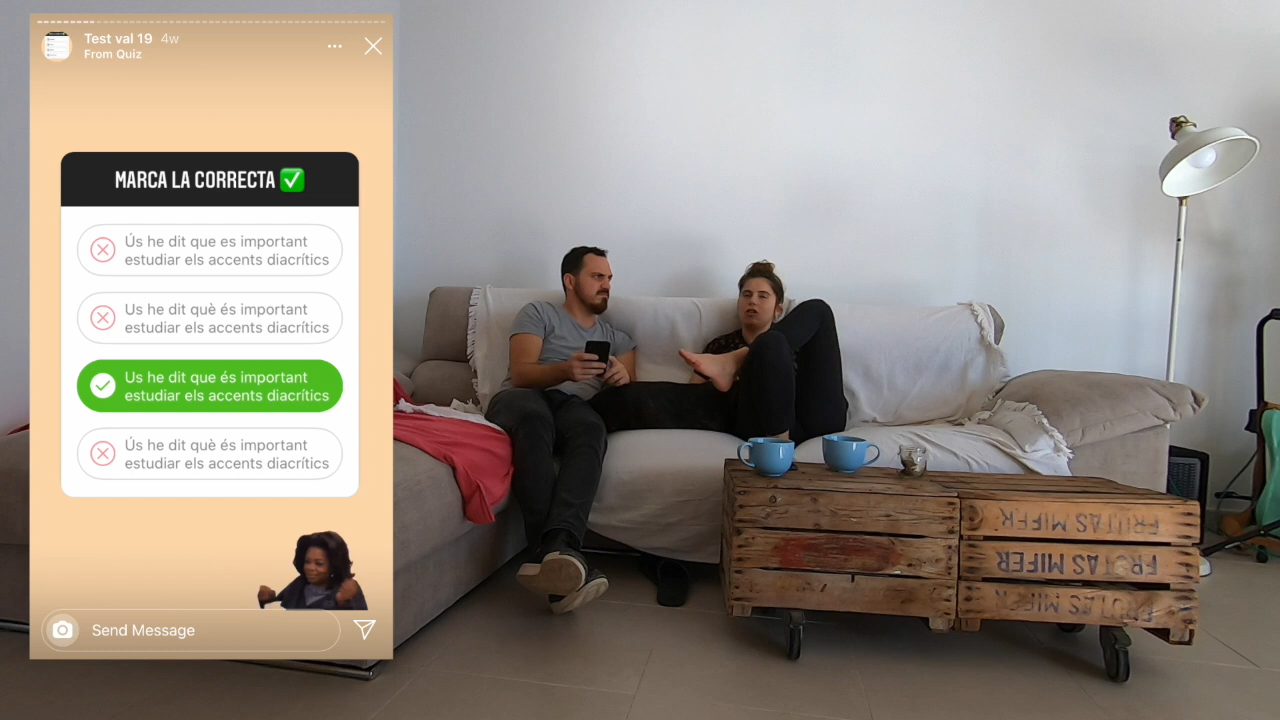 Test val 19 4w
From Quiz
MARCA LA CORRECTA
Ús he dit que es important
estudiar els accents diacrítics
Us he dit què és important
estudiar els accents diacrítics
Us he dit que és important
estudiar els accents diacrítics
Ús he dit què és important
estudiar els accents diacrítics
Send Message
FRUTAS MIFER
FRUTAS MIFER
FRUTAS MIFER